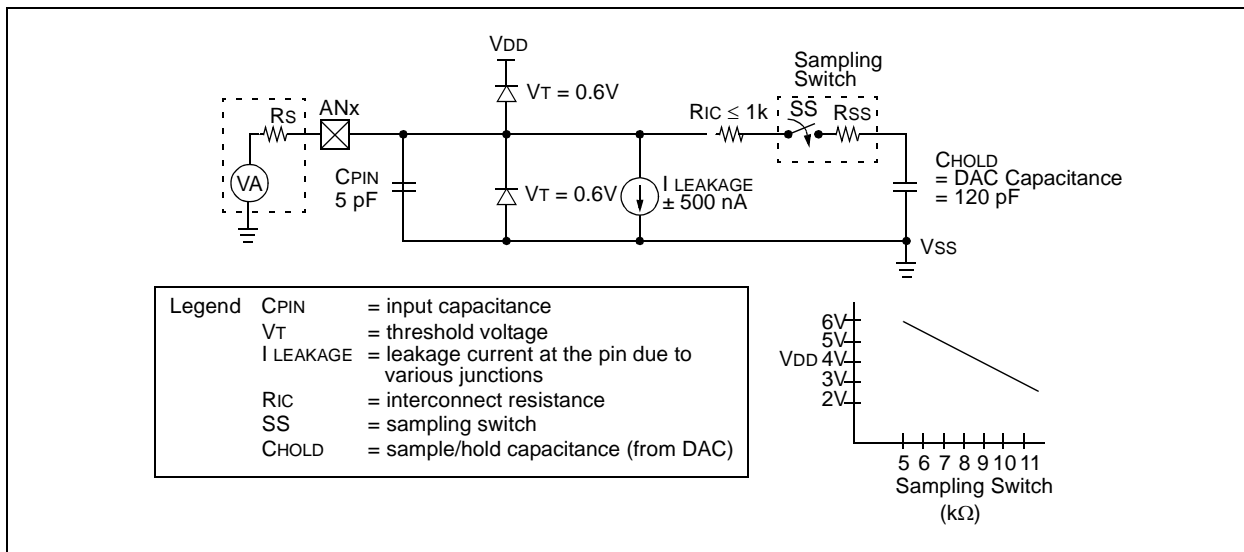 VDD
Sampling
Switch
VT = 0.6V
RS
ANx
RIC ≤ 1k
SS
RSS
VA
CPIN
5 pF
VT = 0.6V
I LEAKAGE
± 500 nA
CHOLD
= DAC Capacitance
= 120 pF
VSS
Legend CPIN = input capacitance
VT = threshold voltage
I LEAKAGE = leakage current at the pin due to
various junctions
RIC = interconnect resistance
SS = sampling switch
CHOLD = sample/hold capacitance (from DAC)
6V
5V
VDD 4V
3V
2V
5 6 7 8 9 10 11
Sampling Switch
(kΩ)